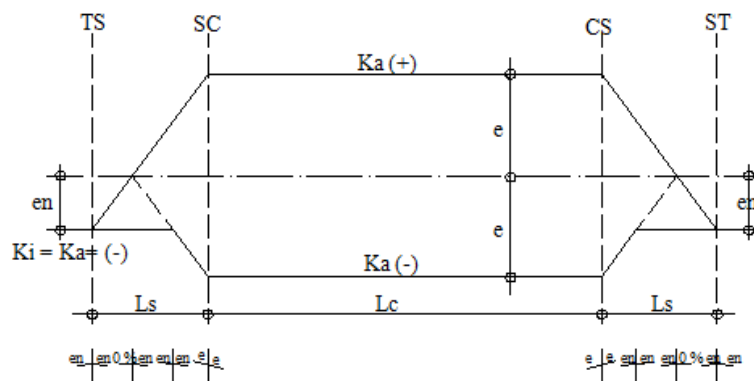 TS SC CS ST
Ka (+)
e
en en
e
Ki = Ka= (-)
Ka (-)
Ls Lc Ls
en en 0% en en en e e e e en en 0% en en